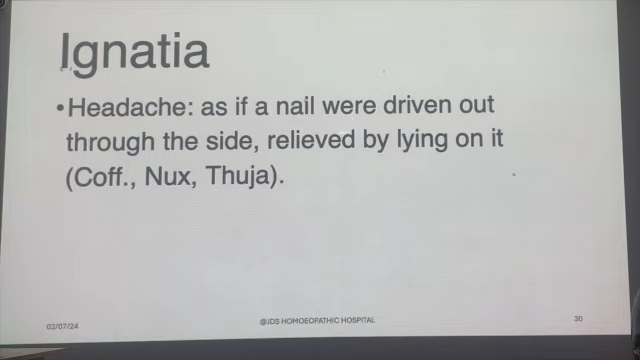 Ignatia
•Headache: as if a nail were driven out
through the side, relieved by lying on it
(Coff., Nux, Thuja).
02/07/24
@JDS HOMOEOPATHIC HOSPITAL
30